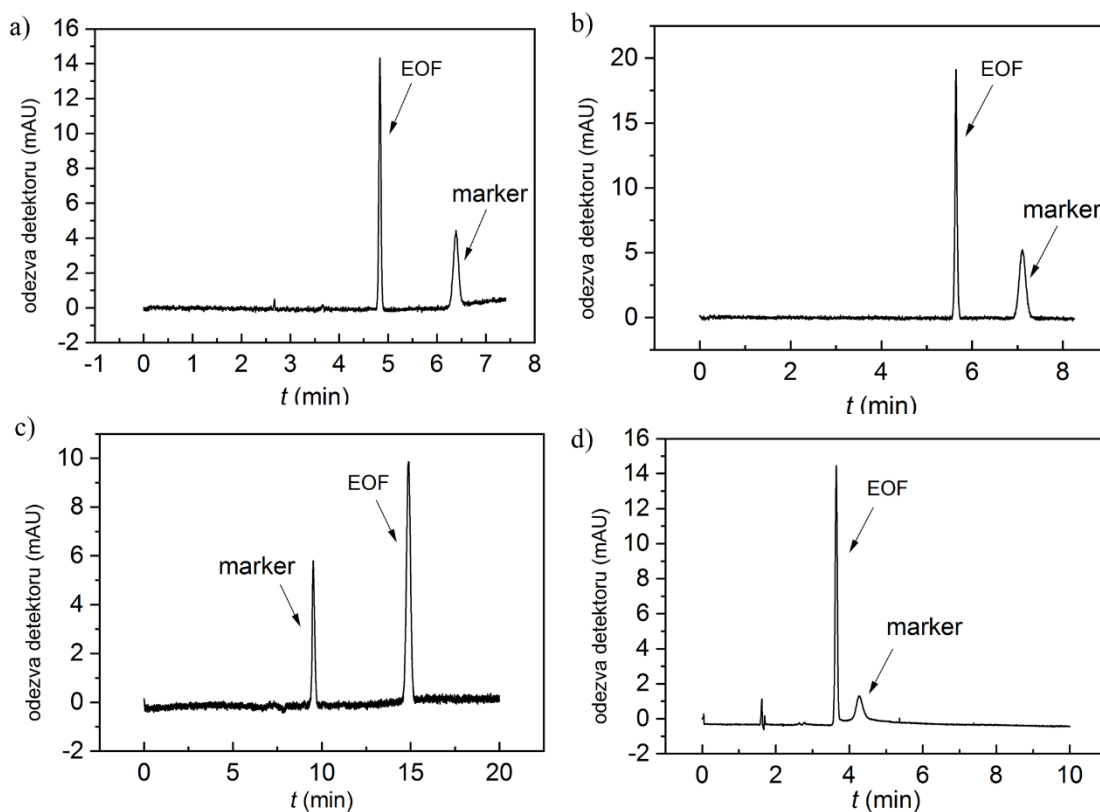 a)
16
14
12
10
8
6
4
2
0
-2
odezva detektoru (mAU)
EOF
marker
-1 0 1 2 3 4 5 6 7 8
t (min)
b)
20
15
10
5
0
odezva detektoru (mAU)
EOF
marker
0 2 4 6 8
t (min)
c)
10
8
6
4
2
0
-2
odezva detektoru (mAU)
EOF
marker
0 5 10 15 20
t (min)
d)
16
14
12
10
8
6
4
2
0
-2
odezva detektoru (mAU)
EOF
marker
0 2 4 6 8 10
t (min)